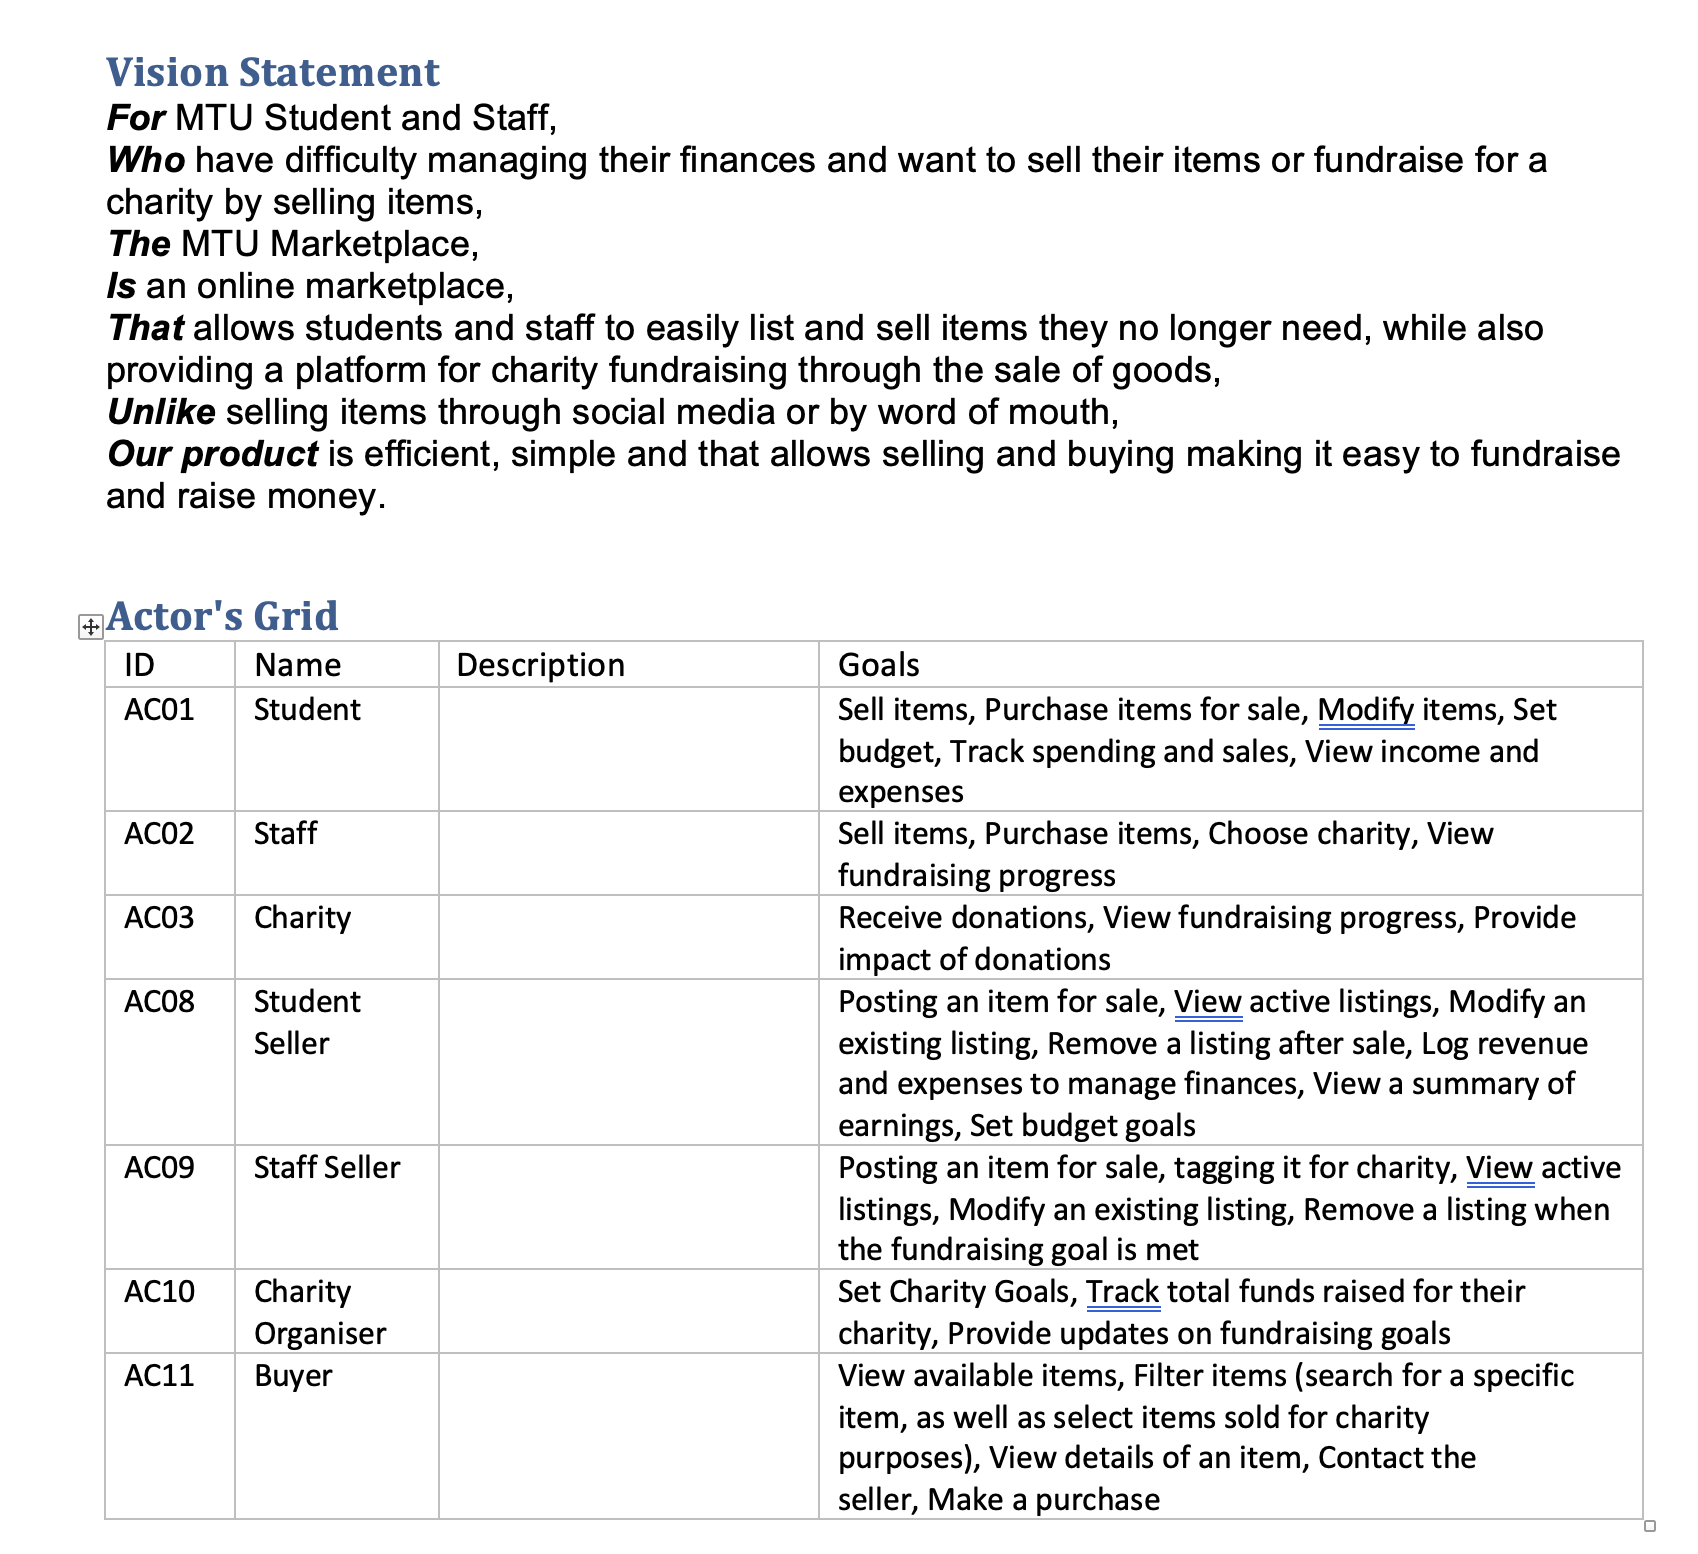 Vision Statement
For MTU Student and Staff,
Who have difficulty managing their finances and want to sell their items or fundraise for a
charity by selling items,
The MTU Marketplace,
Is an online marketplace,
That allows students and staff to easily list and sell items they no longer need, while also
providing a platform for charity fundraising through the sale of goods,
Unlike selling items through social media or by word of mouth,
Our product is efficient, simple and that allows selling and buying making it easy to fundraise
and raise money.
Actor's Grid
ID Name Description Goals
AC01 Student Sell items, Purchase items for sale, Modify items, Set
budget, Track spending and sales, View income and
expenses
AC02 Staff Sell items, Purchase items, Choose charity, View
fundraising progress
AC03 Charity Receive donations, View fundraising progress, Provide
impact of donations
AC08 Student Posting an item for sale, View active listings, Modify an
Seller existing listing, Remove a listing after sale, Log revenue
and expenses to manage finances, View a summary of
earnings, Set budget goals
AC09 Staff Seller Posting an item for sale, tagging it for charity, View active
listings, Modify an existing listing, Remove a listing when
the fundraising goal is met
AC10 Charity Set Charity Goals, Track total funds raised for their
Organiser charity, Provide updates on fundraising goals
AC11 Buyer View available items, Filter items (search for a specific
item, as well as select items sold for charity
purposes), View details of an item, Contact the
seller, Make a purchase